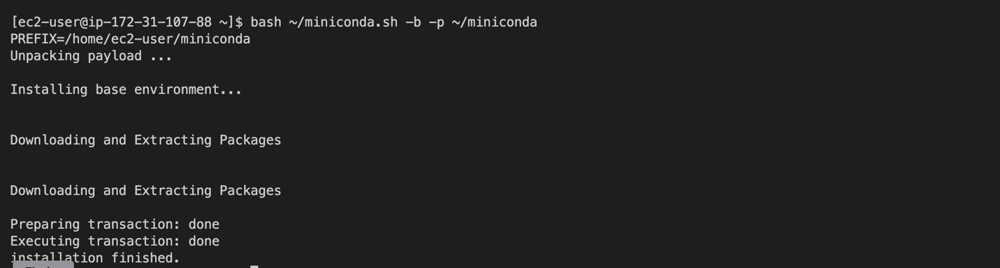 [ec2-user@ip-172-31-107-88 ~]$ bash ~/miniconda.sh -b -p ~/miniconda
PREFIX=/home/ec2-user/miniconda
Unpacking payload ...
Installing base environment...
Downloading and Extracting Packages
Downloading and Extracting Packages
Preparing transaction: done
Executing transaction: done
installation finished.